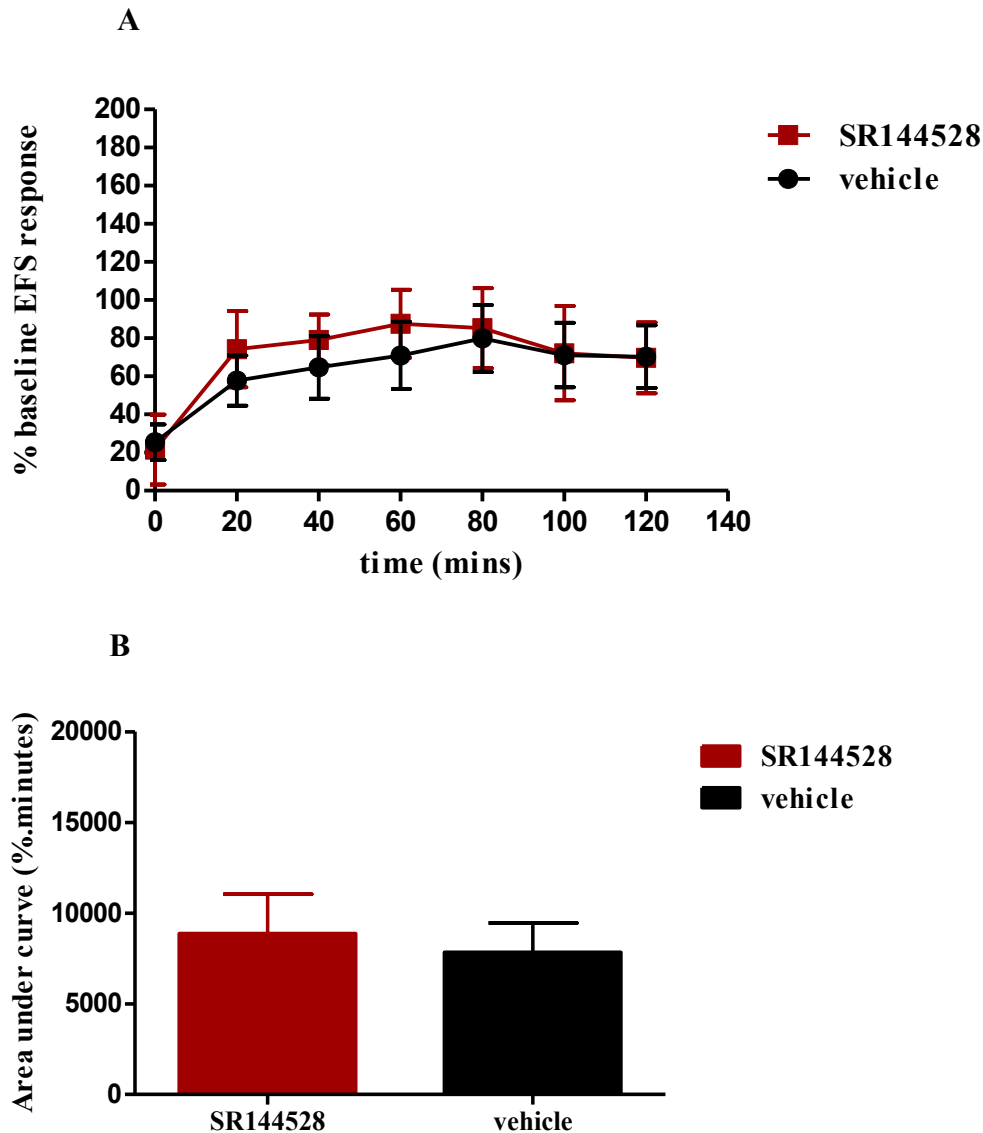 A
% baseline EFS response
200
180
160
140
120
100
80
60
40
20
0
0 20 40 60 80 100 120 140
time (mins)
SR144528
vehicle
B
Area under curve (%.minutes)
20000
15000
10000
5000
0
SR144528 vehicle
SR144528
vehicle